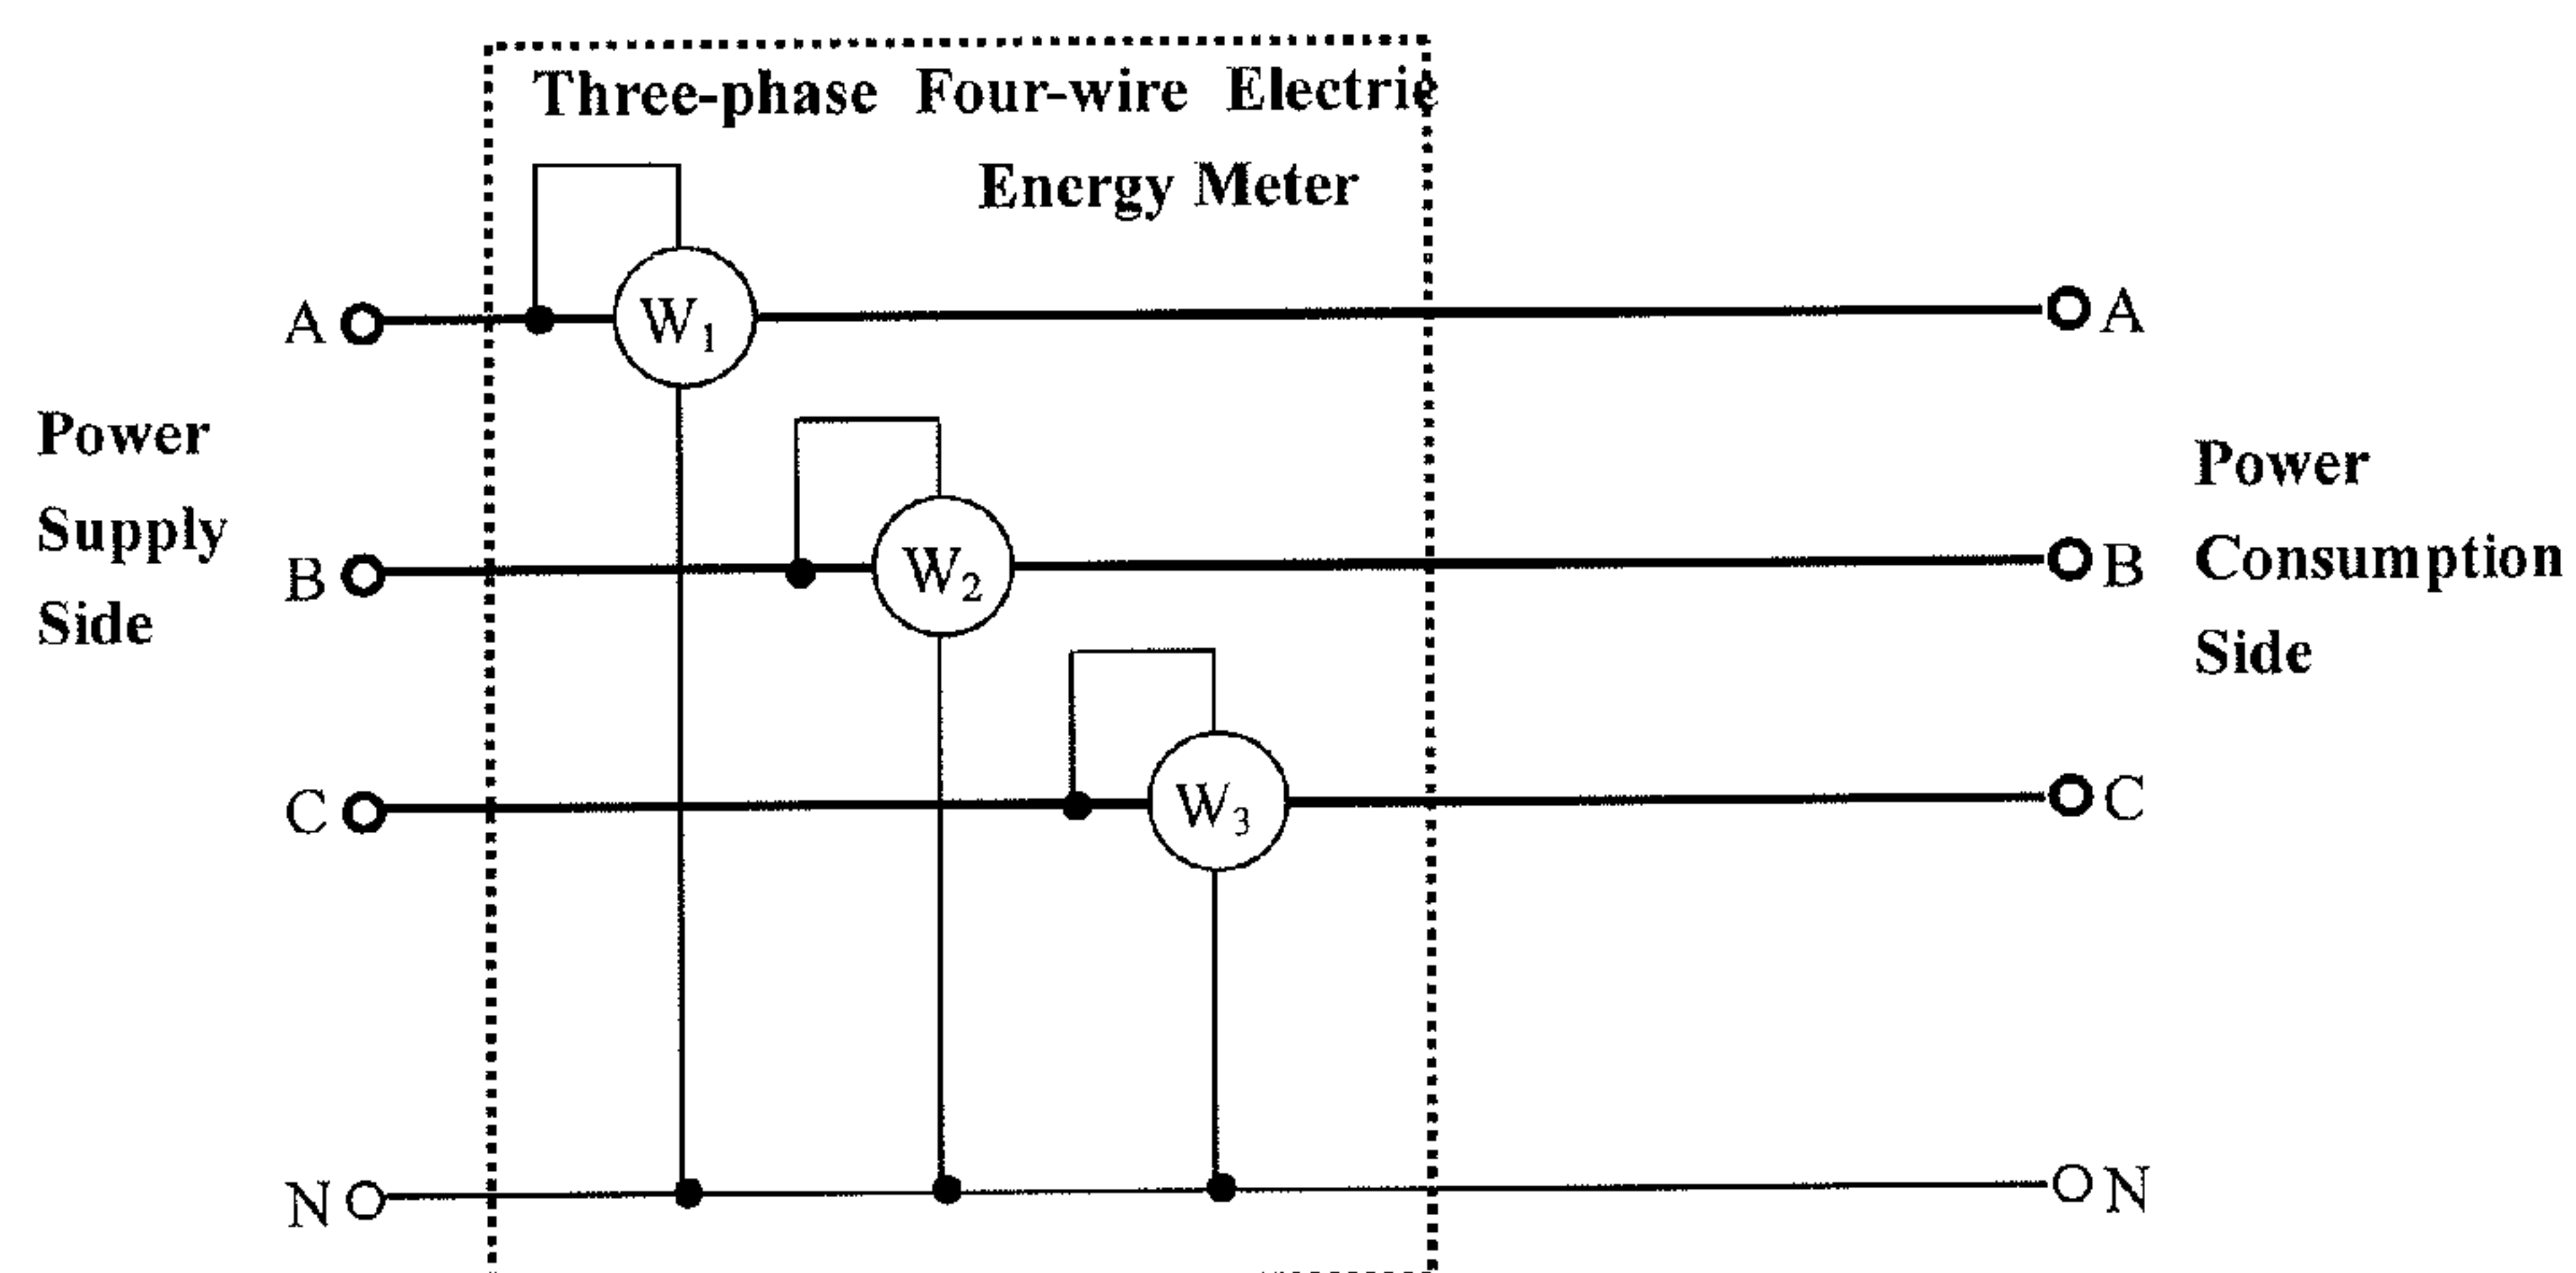 Three-phase Four-wire Electric
Energy Meter
A
W1
A
Power
Supply
Side
B
W2
B
Power
Consumption
Side
C
W3
C
N
N